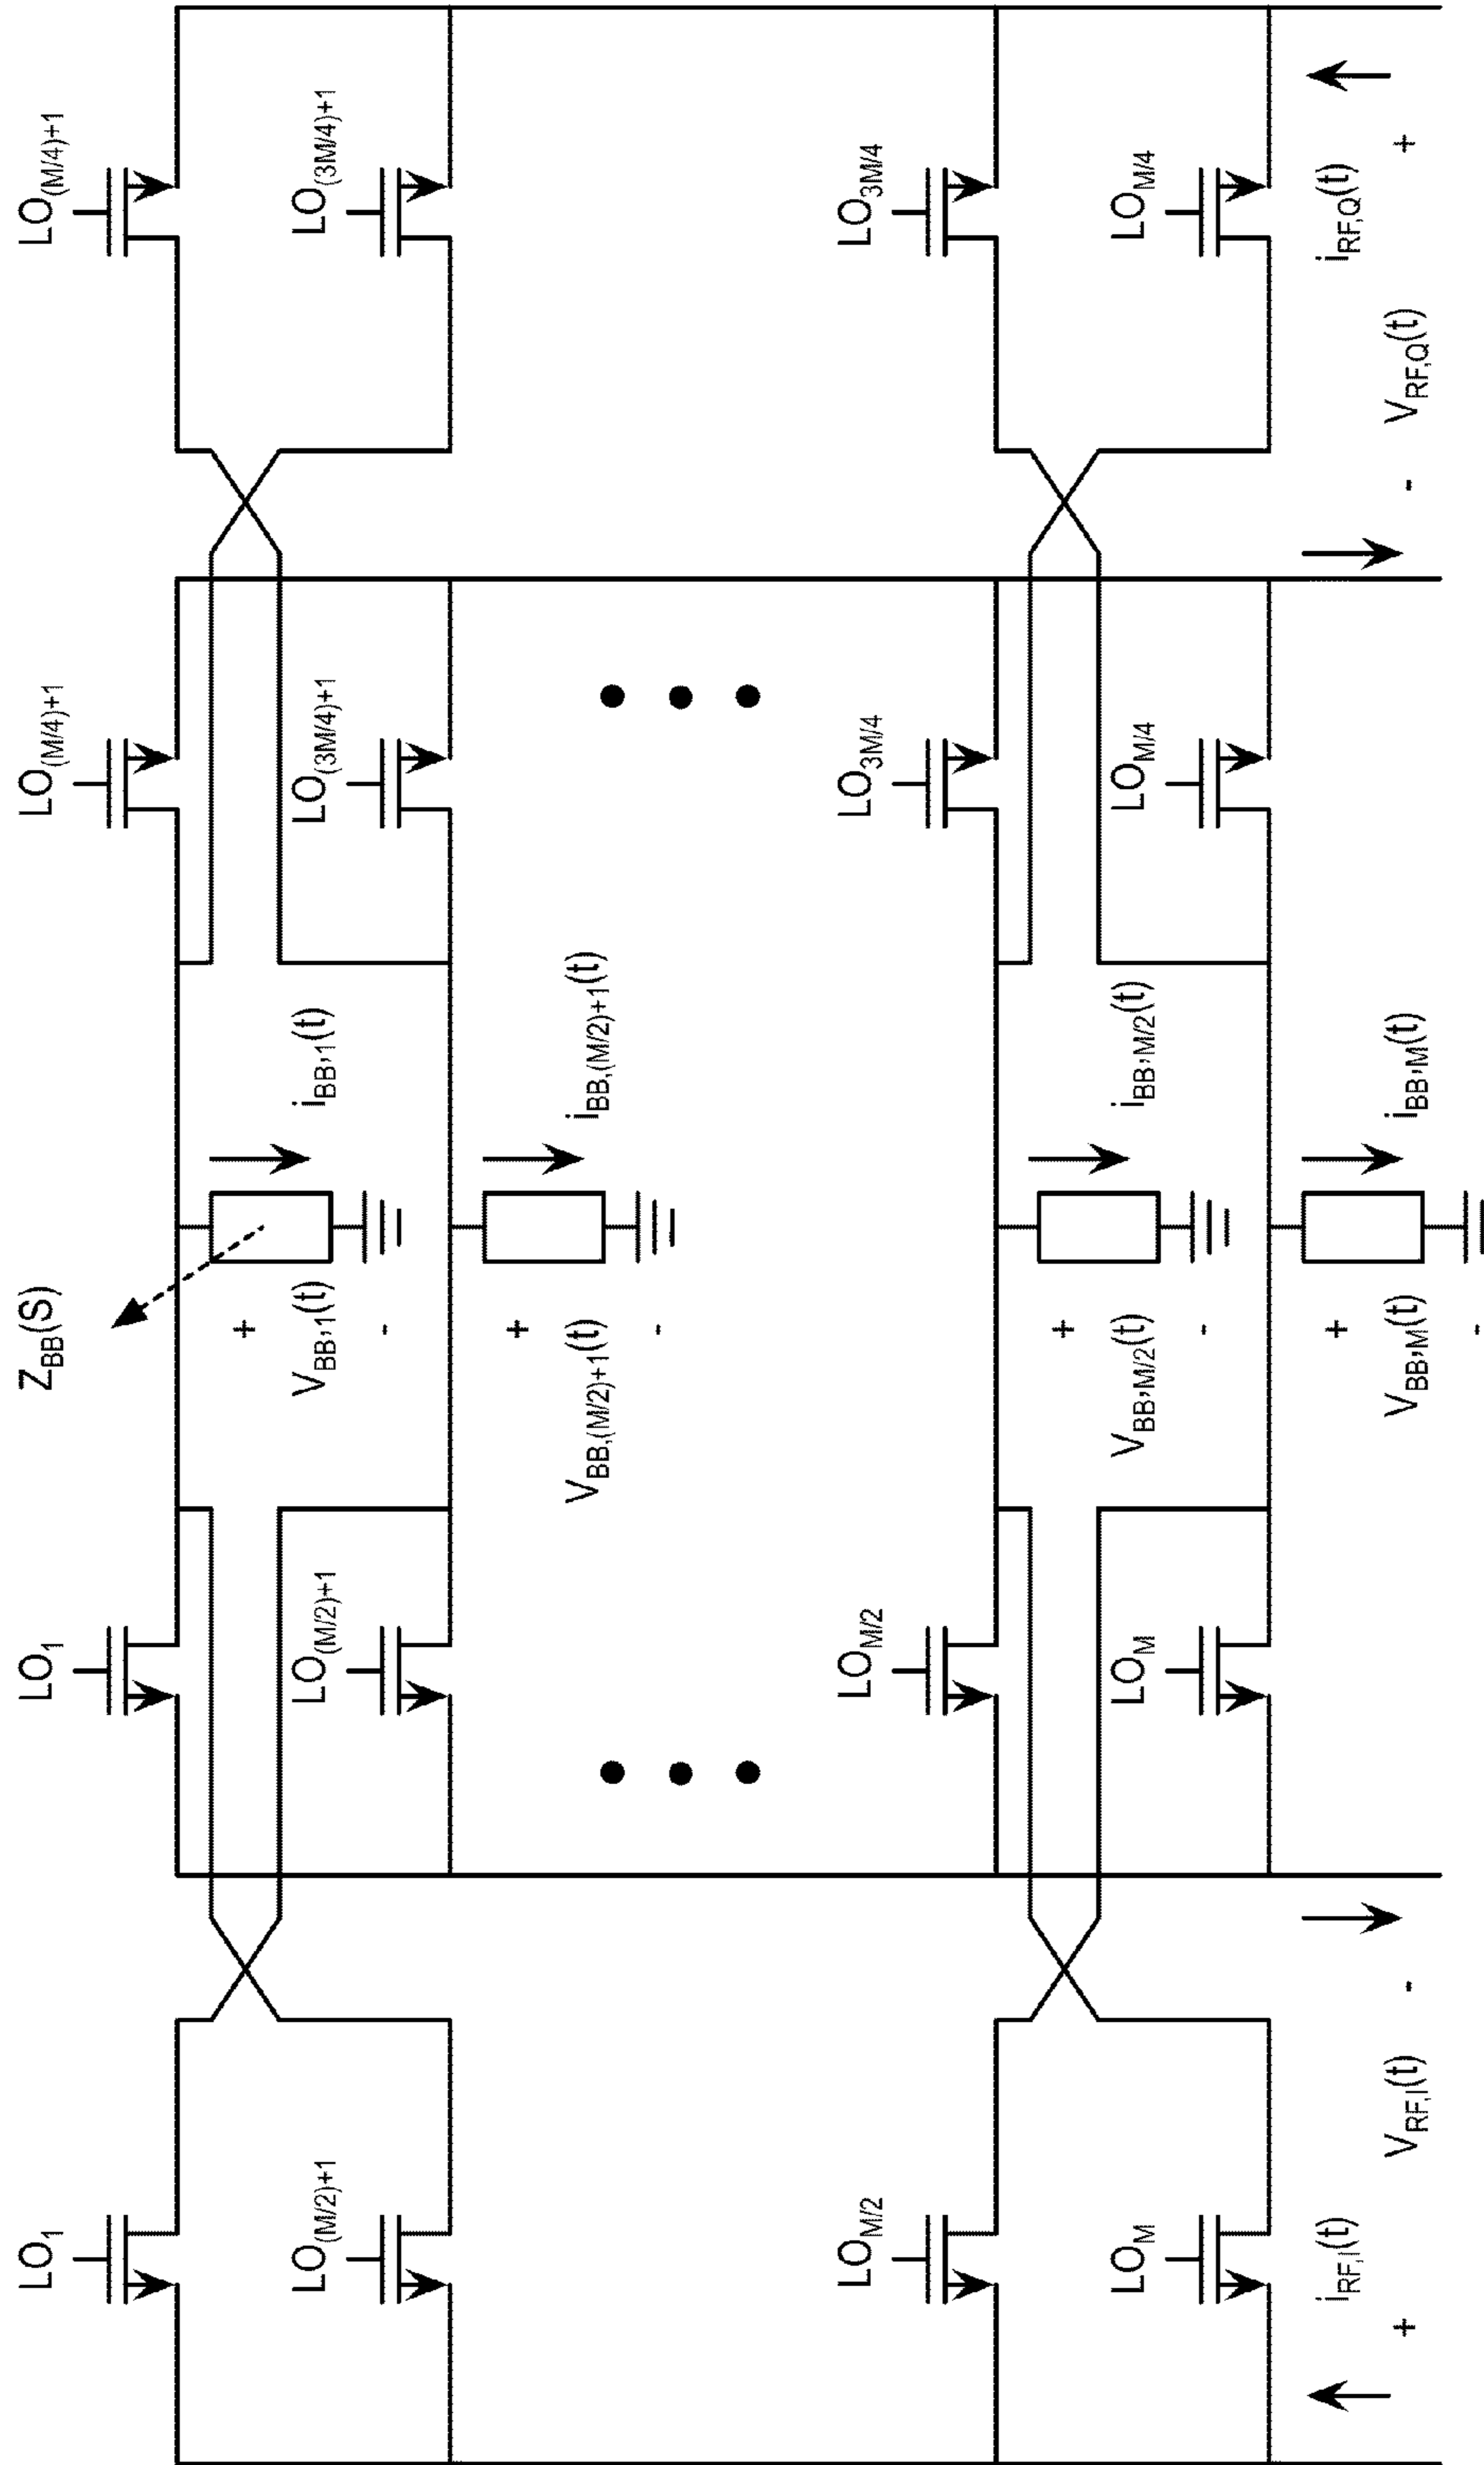 LO1 LO1 ZBB(S) LO(M/4)+1 LO(M/4)+1
+
LO(M/2)+1 LO(M/2)+1 VBB,1(t) iBB,1(t) LO(3M/4)+1 LO(3M/4)+1
-
+
VBB,(M/2)+1(t) iBB,(M/2)+1(t)
-
LOM/2 LOM/2 LO3M/4 LO3M/4
+
LOM LOM VBB,M/2(t) iBB,M/2(t) LOM/4 LOM/4
-
iRF,I(t) + iRF,Q(t)
+ VRF,I(t) - VBB,M(t) iBB,M(t) - VRF,Q(t) +
-